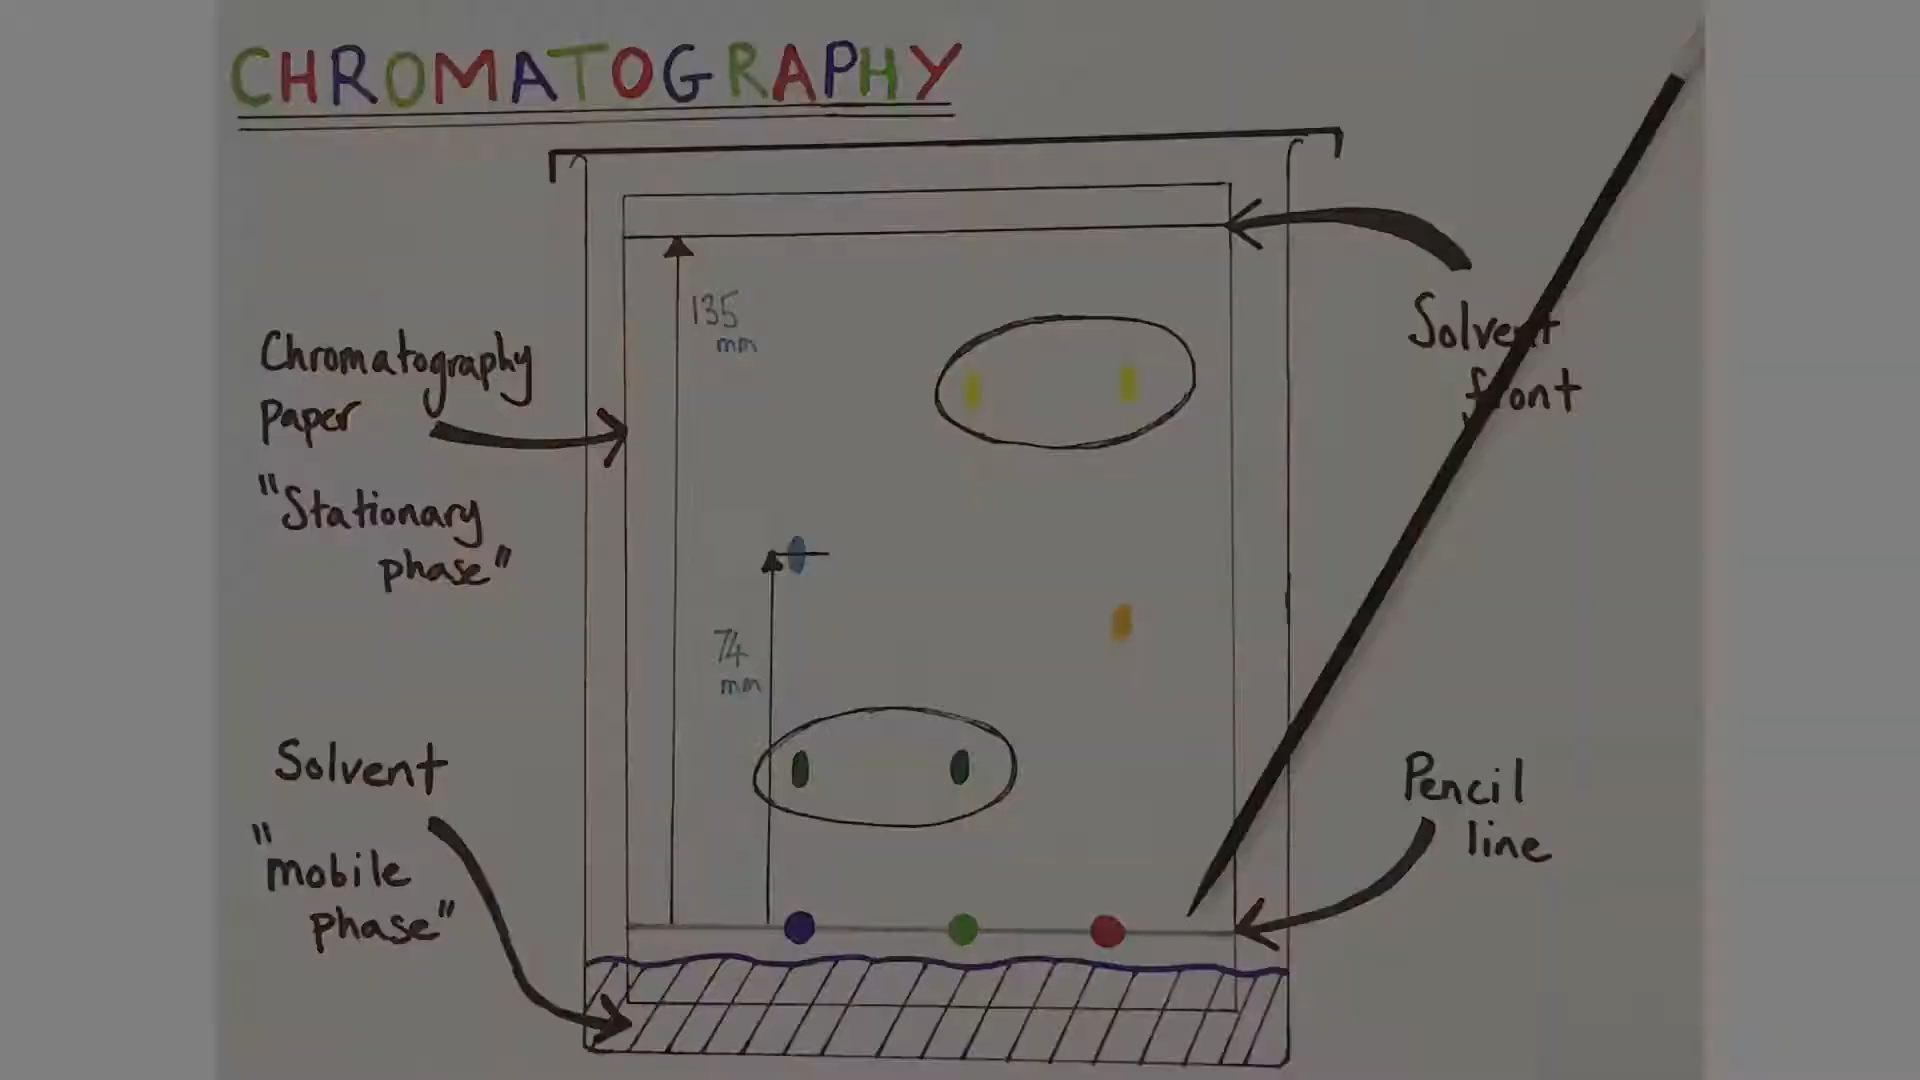 CHROMATOGRAPHY
Chromatography
paper
"Stationary
phase"
135
mm
Solvent
front
74
mm
Solvent
"mobile
phase"
Pencil
line